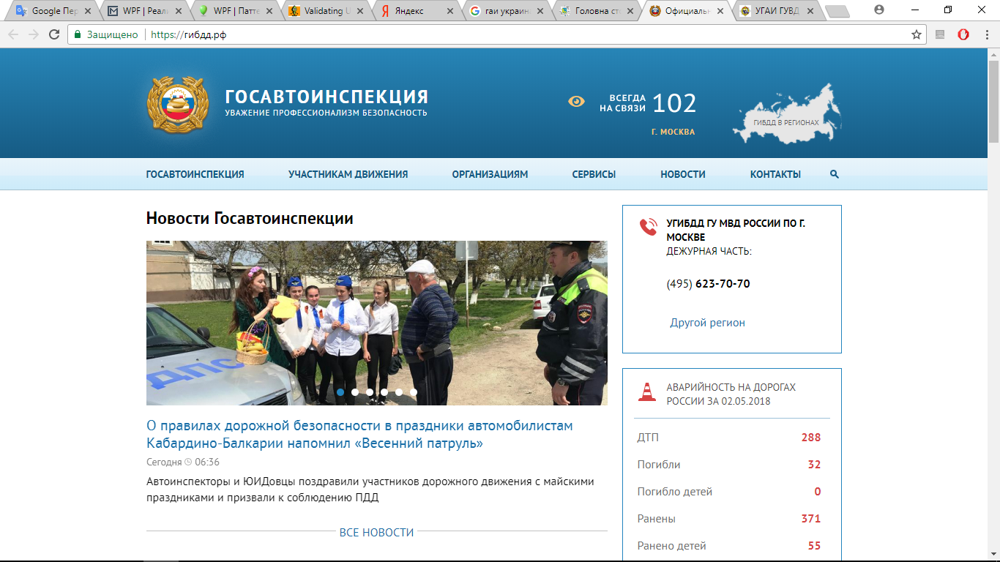 Google Пер
WPF | Реали
WPF | Патте
Validating U
Яндекс
гаи украин
Головна ст
Официальн
УГАИ ГУВД
Защищено
https://гибдд.рф
ГОСАВТОИНСПЕКЦИЯ
УВАЖЕНИЕ ПРОФЕССИОНАЛИЗМ БЕЗОПАСНОСТЬ
ВСЕГДА
НА СВЯЗИ 102
Г. МОСКВА
ГИБДД В РЕГИОНАХ
ГОСАВТОИНСПЕКЦИЯ УЧАСТНИКАМ ДВИЖЕНИЯ ОРГАНИЗАЦИЯМ СЕРВИСЫ НОВОСТИ КОНТАКТЫ
Новости Госавтоинспекции
ДПС
О правилах дорожной безопасности в праздники автомобилистам
Кабардино-Балкарии напомнил «Весенний патруль»
Сегодня 06:36
Автоинспекторы и ЮИДовцы поздравили участников дорожного движения с майскими
праздниками и призвали к соблюдению ПДД
ВСЕ НОВОСТИ
УГИБДД ГУ МВД РОССИИ ПО Г.
МОСКВЕ
ДЕЖУРНАЯ ЧАСТЬ:
(495) 623-70-70
Другой регион
АВАРИЙНОСТЬ НА ДОРОГАХ
РОССИИ ЗА 02.05.2018
ДТП 288
Погибли 32
Погибло детей 0
Ранены 371
Ранено детей 55